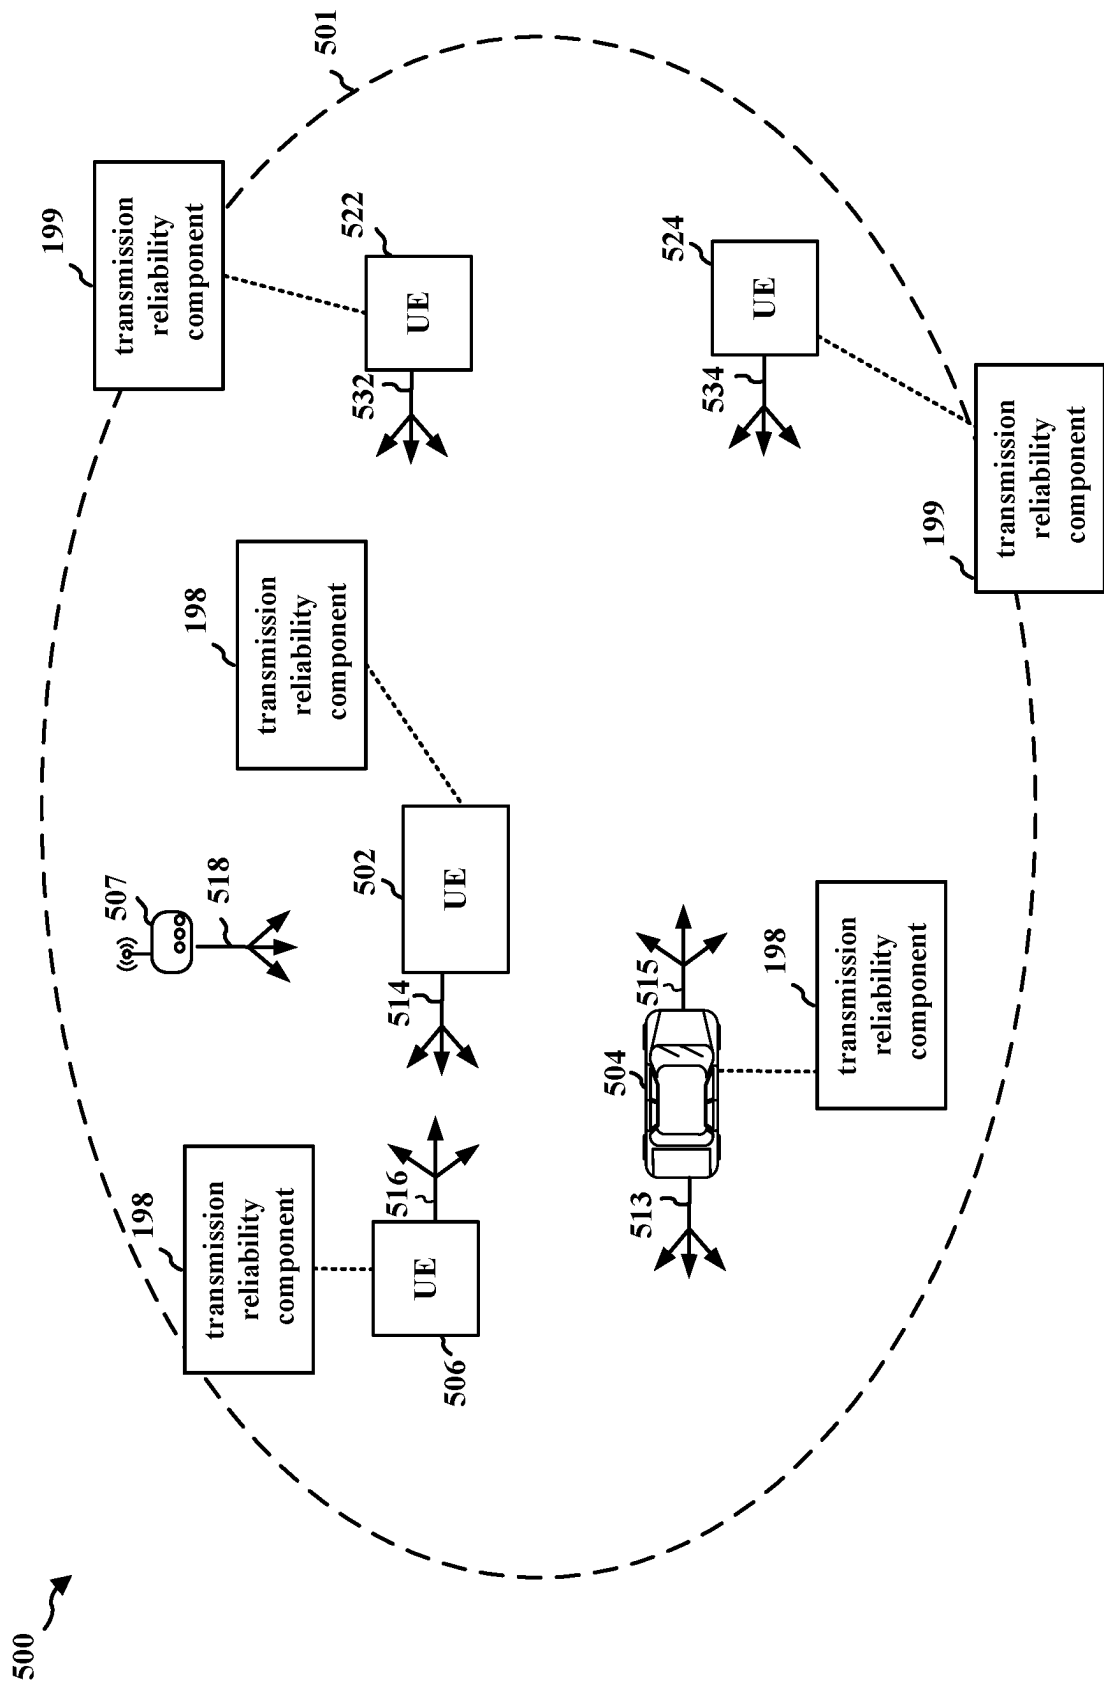 500
501
199
transmission
reliability
component
522
UE
532
198
transmission
reliability
component
507
518
502
UE
514
198
transmission
reliability
component
516
UE
506
524
UE
534
199
transmission
reliability
component
504
515
513
198
transmission
reliability
component